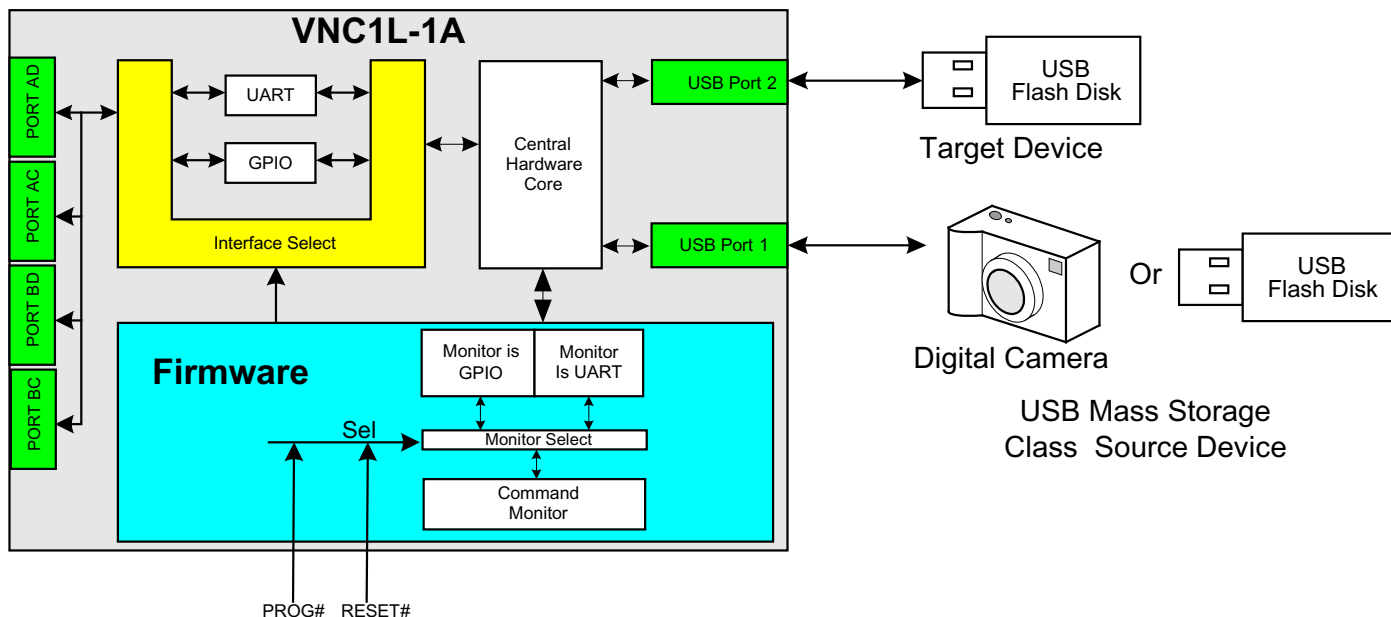 VNC1L-1A
PORT AD
PORT AC
PORT BD
PORT BC
UART
GPIO
Interface Select
Central
Hardware
Core
USB Port 2
USB Port 1
USB
Flash Disk
Target Device
Digital Camera
Or
USB
Flash Disk
USB Mass Storage
Class Source Device
Firmware
Monitor is
GPIO
Monitor
Is UART
Sel
Monitor Select
Command
Monitor
PROG#
RESET#